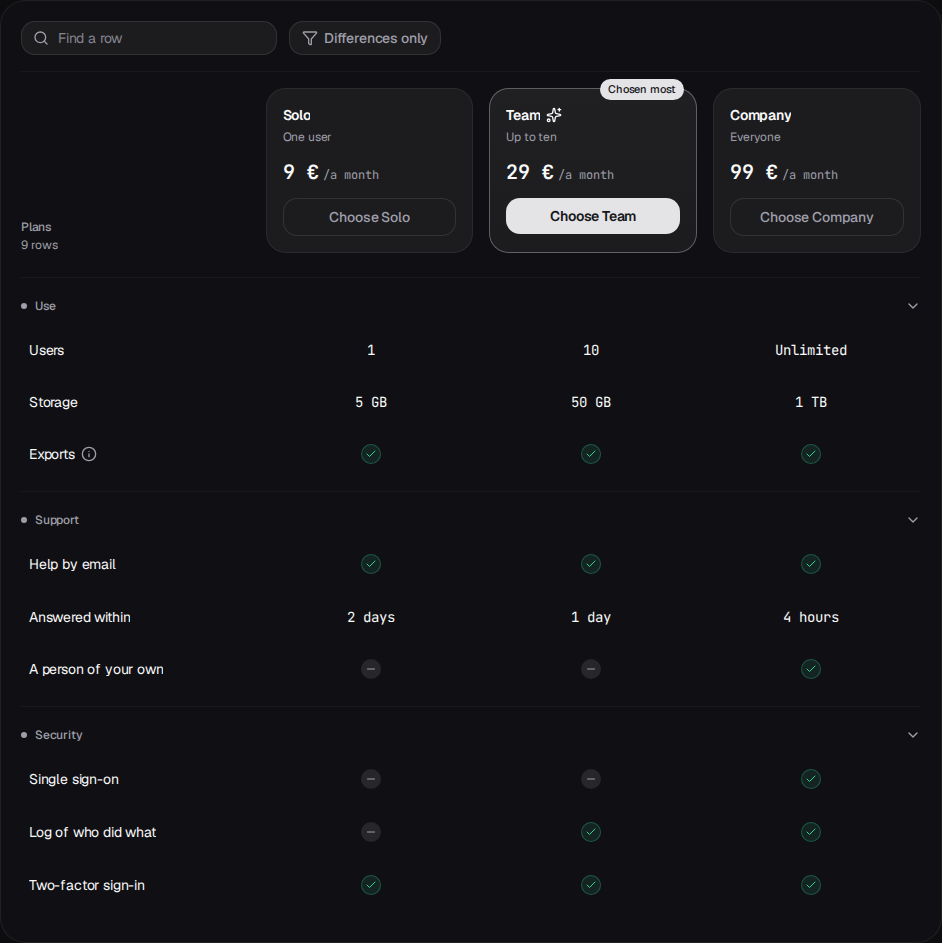 Find a row
Differences only
Chosen most
Solo
One user
9 € /a month
Choose Solo
Team
Up to ten
29 € /a month
Choose Team
Company
Everyone
99 € /a month
Choose Company
Plans
9 rows
Use
Users 1 10 Unlimited
Storage 5 GB 50 GB 1 TB
Exports
Support
Help by email
Answered within 2 days 1 day 4 hours
A person of your own
Security
Single sign-on
Log of who did what
Two-factor sign-in